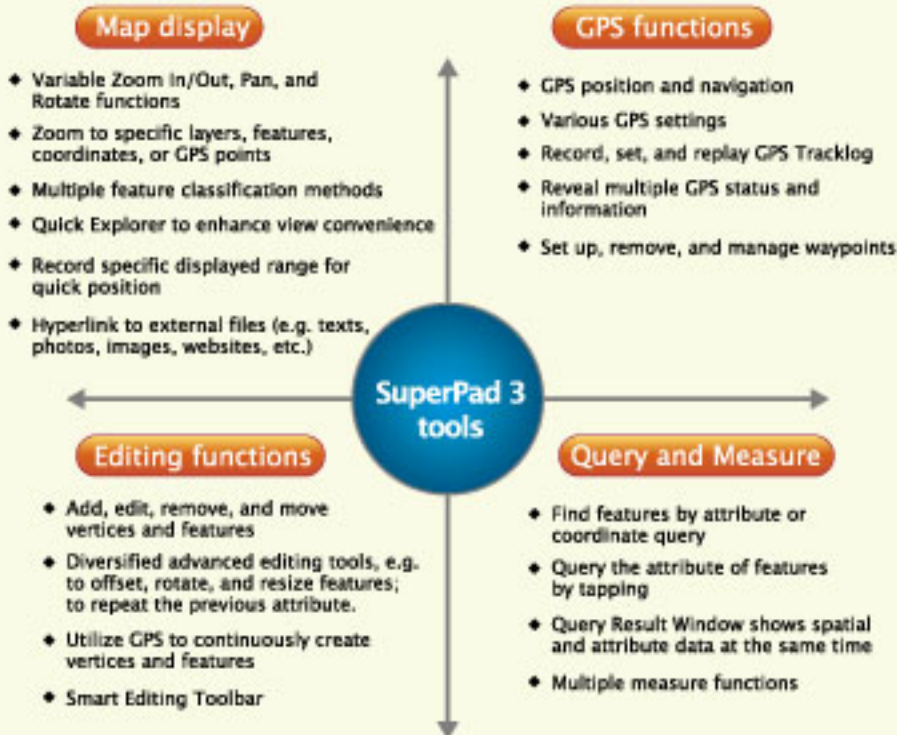 Map display
◆ Variable Zoom In/Out, Pan, and
Rotate functions
◆ Zoom to specific layers, features,
coordinates, or GPS points
◆ Multiple feature classification methods
◆ Quick Explorer to enhance view convenience
◆ Record specific displayed range for
quick position
◆ Hyperlink to external files (e.g. texts,
photos, images, websites, etc.)
GPS functions
◆ GPS position and navigation
◆ Various GPS settings
◆ Record, set, and replay GPS Tracklog
◆ Reveal multiple GPS status and
information
◆ Set up, remove, and manage waypoints
SuperPad 3
tools
Editing functions
◆ Add, edit, remove, and move
vertices and features
◆ Diversified advanced editing tools, e.g.
to offset, rotate, and resize features;
to repeat the previous attribute.
◆ Utilize GPS to continuously create
vertices and features
◆ Smart Editing Toolbar
Query and Measure
◆ Find features by attribute or
coordinate query
◆ Query the attribute of features
by tapping
◆ Query Result Window shows spatial
and attribute data at the same time
◆ Multiple measure functions